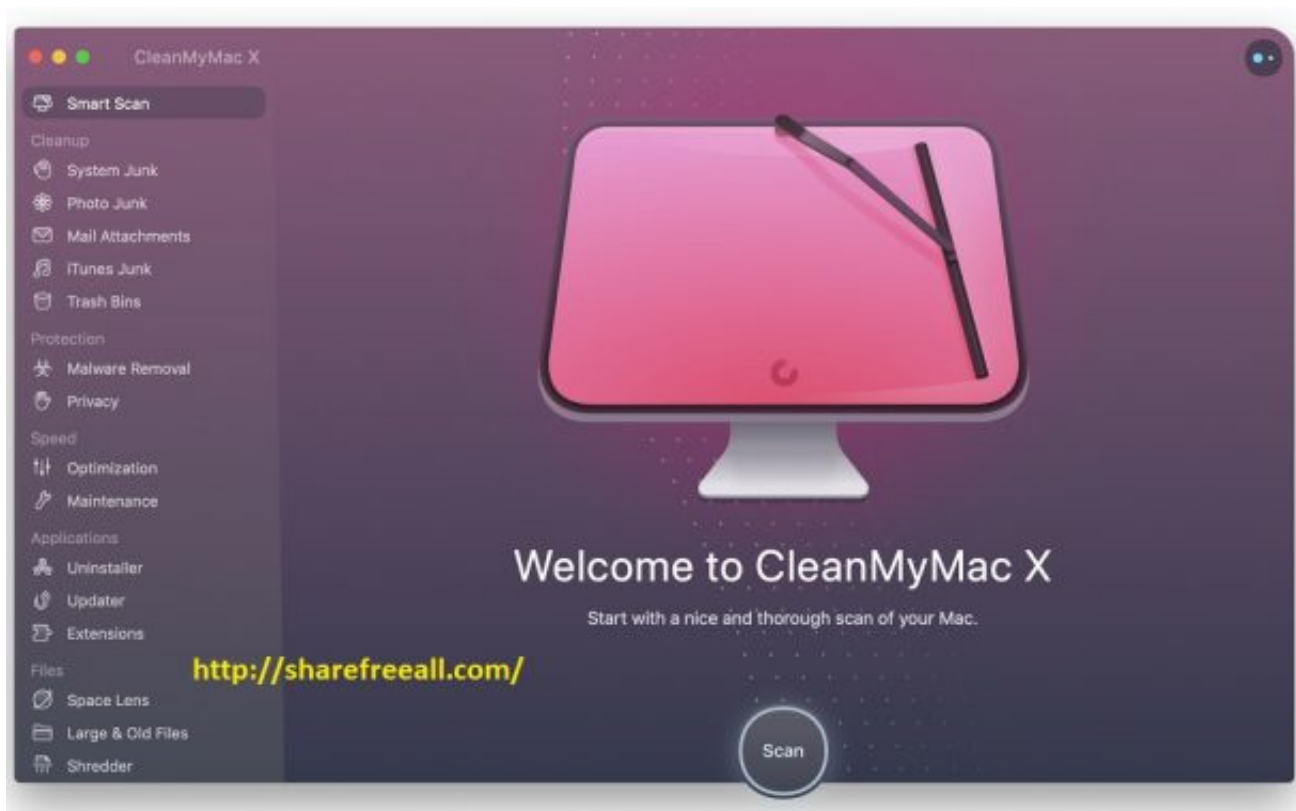 CleanMyMac X
Smart Scan
Cleanup
System Junk
Photo Junk
Mail Attachments
iTunes Junk
Trash Bins
Protection
Malware Removal
Privacy
Speed
Optimization
Maintenance
Applications
Uninstaller
Updater
Extensions
Files
Space Lens
Large & Old Files
Shredder
http://sharefreeall.com/
Welcome to CleanMyMac X
Start with a nice and thorough scan of your Mac.
Scan